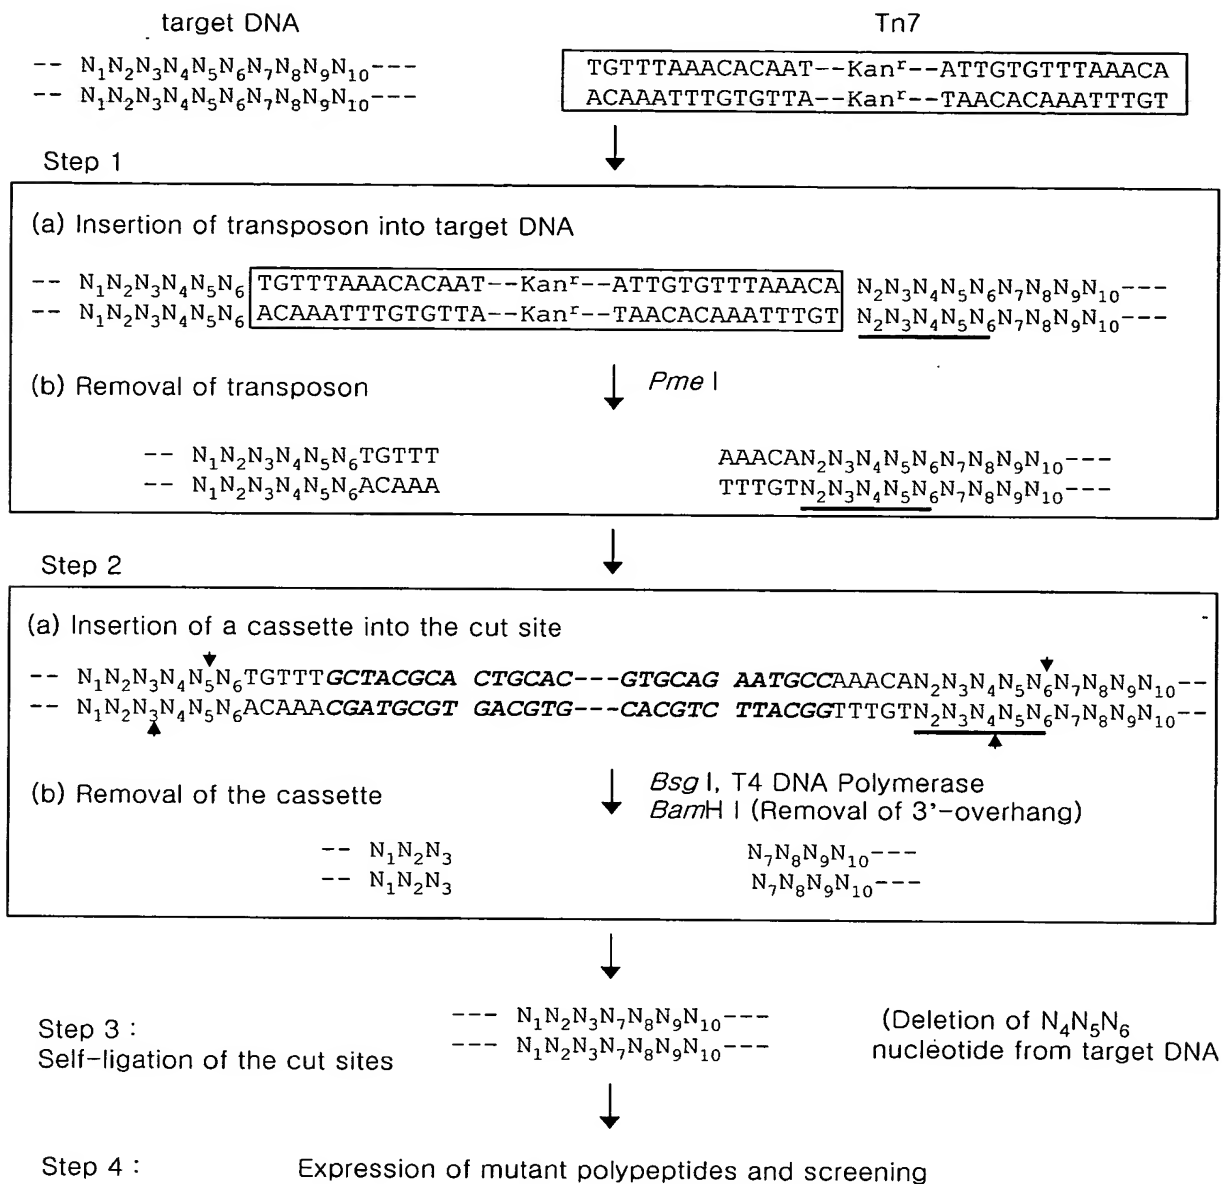 target DNA
Tn7
-- N₁N₂N₃N₄N₅N₆N₇N₈N₉N₁₀---
-- N₁N₂N₃N₄N₅N₆N₇N₈N₉N₁₀---
TGTTTAAACACAAT--Kanʳ--ATTGTGTTTAAACA
ACAAATTTGTGTTA--Kanʳ--TAACACAAATTTGT
Step 1
(a) Insertion of transposon into target DNA
-- N₁N₂N₃N₄N₅N₆ TGTTTAAACACAAT--Kanʳ--ATTGTGTTTAAACA N₂N₃N₄N₅N₆N₇N₈N₉N₁₀---
-- N₁N₂N₃N₄N₅N₆ ACAAATTTGTGTTA--Kanʳ--TAACACAAATTTGT N₂N₃N₄N₅N₆N₇N₈N₉N₁₀---
(b) Removal of transposon
Pme I
-- N₁N₂N₃N₄N₅N₆TGTTT AAACAN₂N₃N₄N₅N₆N₇N₈N₉N₁₀---
-- N₁N₂N₃N₄N₅N₆ACAAA TTTGTN₂N₃N₄N₅N₆N₇N₈N₉N₁₀---
Step 2
(a) Insertion of a cassette into the cut site
-- N₁N₂N₃N₄N₅N₆TGTTTGCTACGCA CTGCAC---GTGCAG AATGCCAAACAN₂N₃N₄N₅N₆N₇N₈N₉N₁₀--
-- N₁N₂N₃N₄N₅N₆ACAAACGATGCGT GACGTG---CACGTC TTACGGTTTGTN₂N₃N₄N₅N₆N₇N₈N₉N₁₀--
(b) Removal of the cassette
Bsg I, T4 DNA Polymerase
BamH I (Removal of 3'-overhang)
-- N₁N₂N₃ N₇N₈N₉N₁₀---
-- N₁N₂N₃ N₇N₈N₉N₁₀---
Step 3 :
Self-ligation of the cut sites
--- N₁N₂N₃N₇N₈N₉N₁₀---
--- N₁N₂N₃N₇N₈N₉N₁₀---
(Deletion of N₄N₅N₆
nucleotide from target DNA
Step 4 : Expression of mutant polypeptides and screening